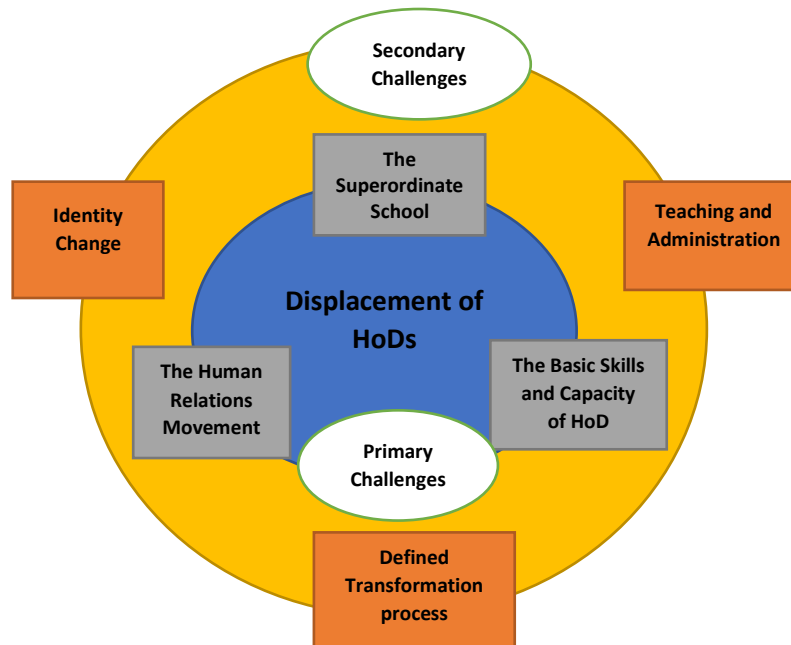 Secondary
Challenges
The
Superordinate
School
Identity
Change
Teaching and
Administration
Displacement of
HoDs
The Human
Relations
Movement
The Basic Skills
and Capacity
of HoD
Primary
Challenges
Defined
Transformation
process